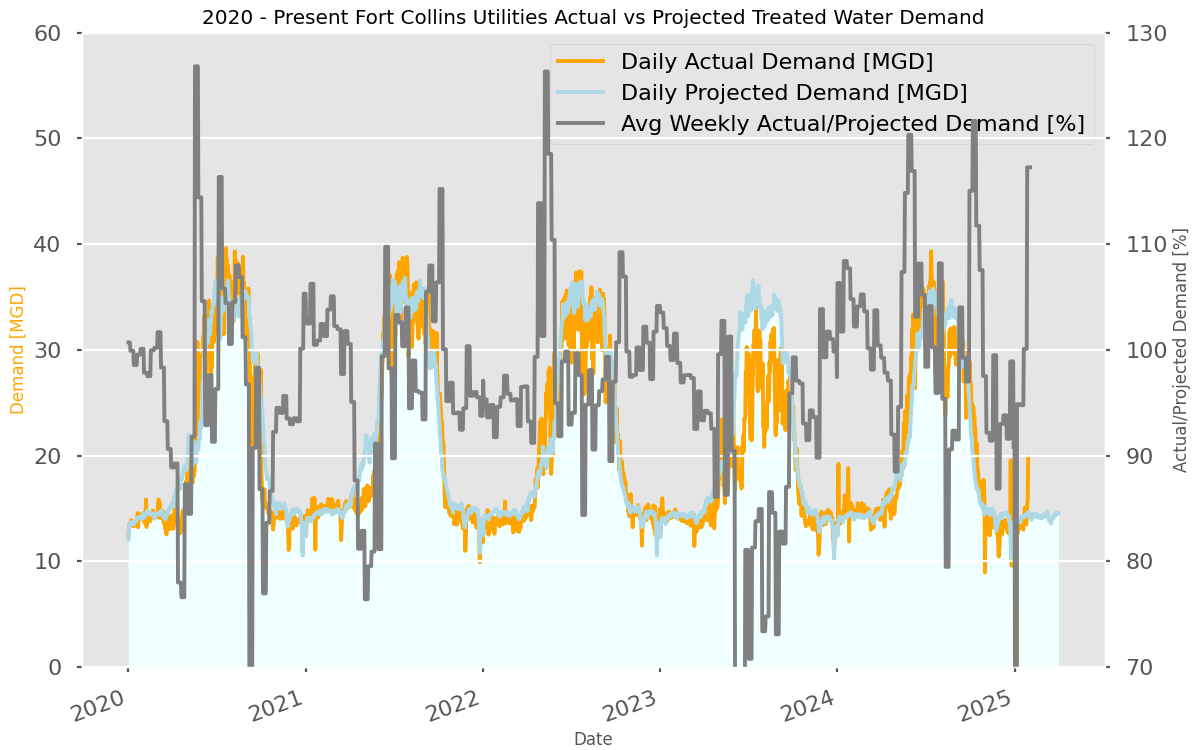 2020 - Present Fort Collins Utilities Actual vs Projected Treated Water Demand
Daily Actual Demand [MGD]
Daily Projected Demand [MGD]
Avg Weekly Actual/Projected Demand [%]
Demand [MGD]
60
50
40
30
20
10
0
130
120
110
100
90
80
70
Actual/Projected Demand [%]
2020
2021
2022
2023
2024
2025
Date